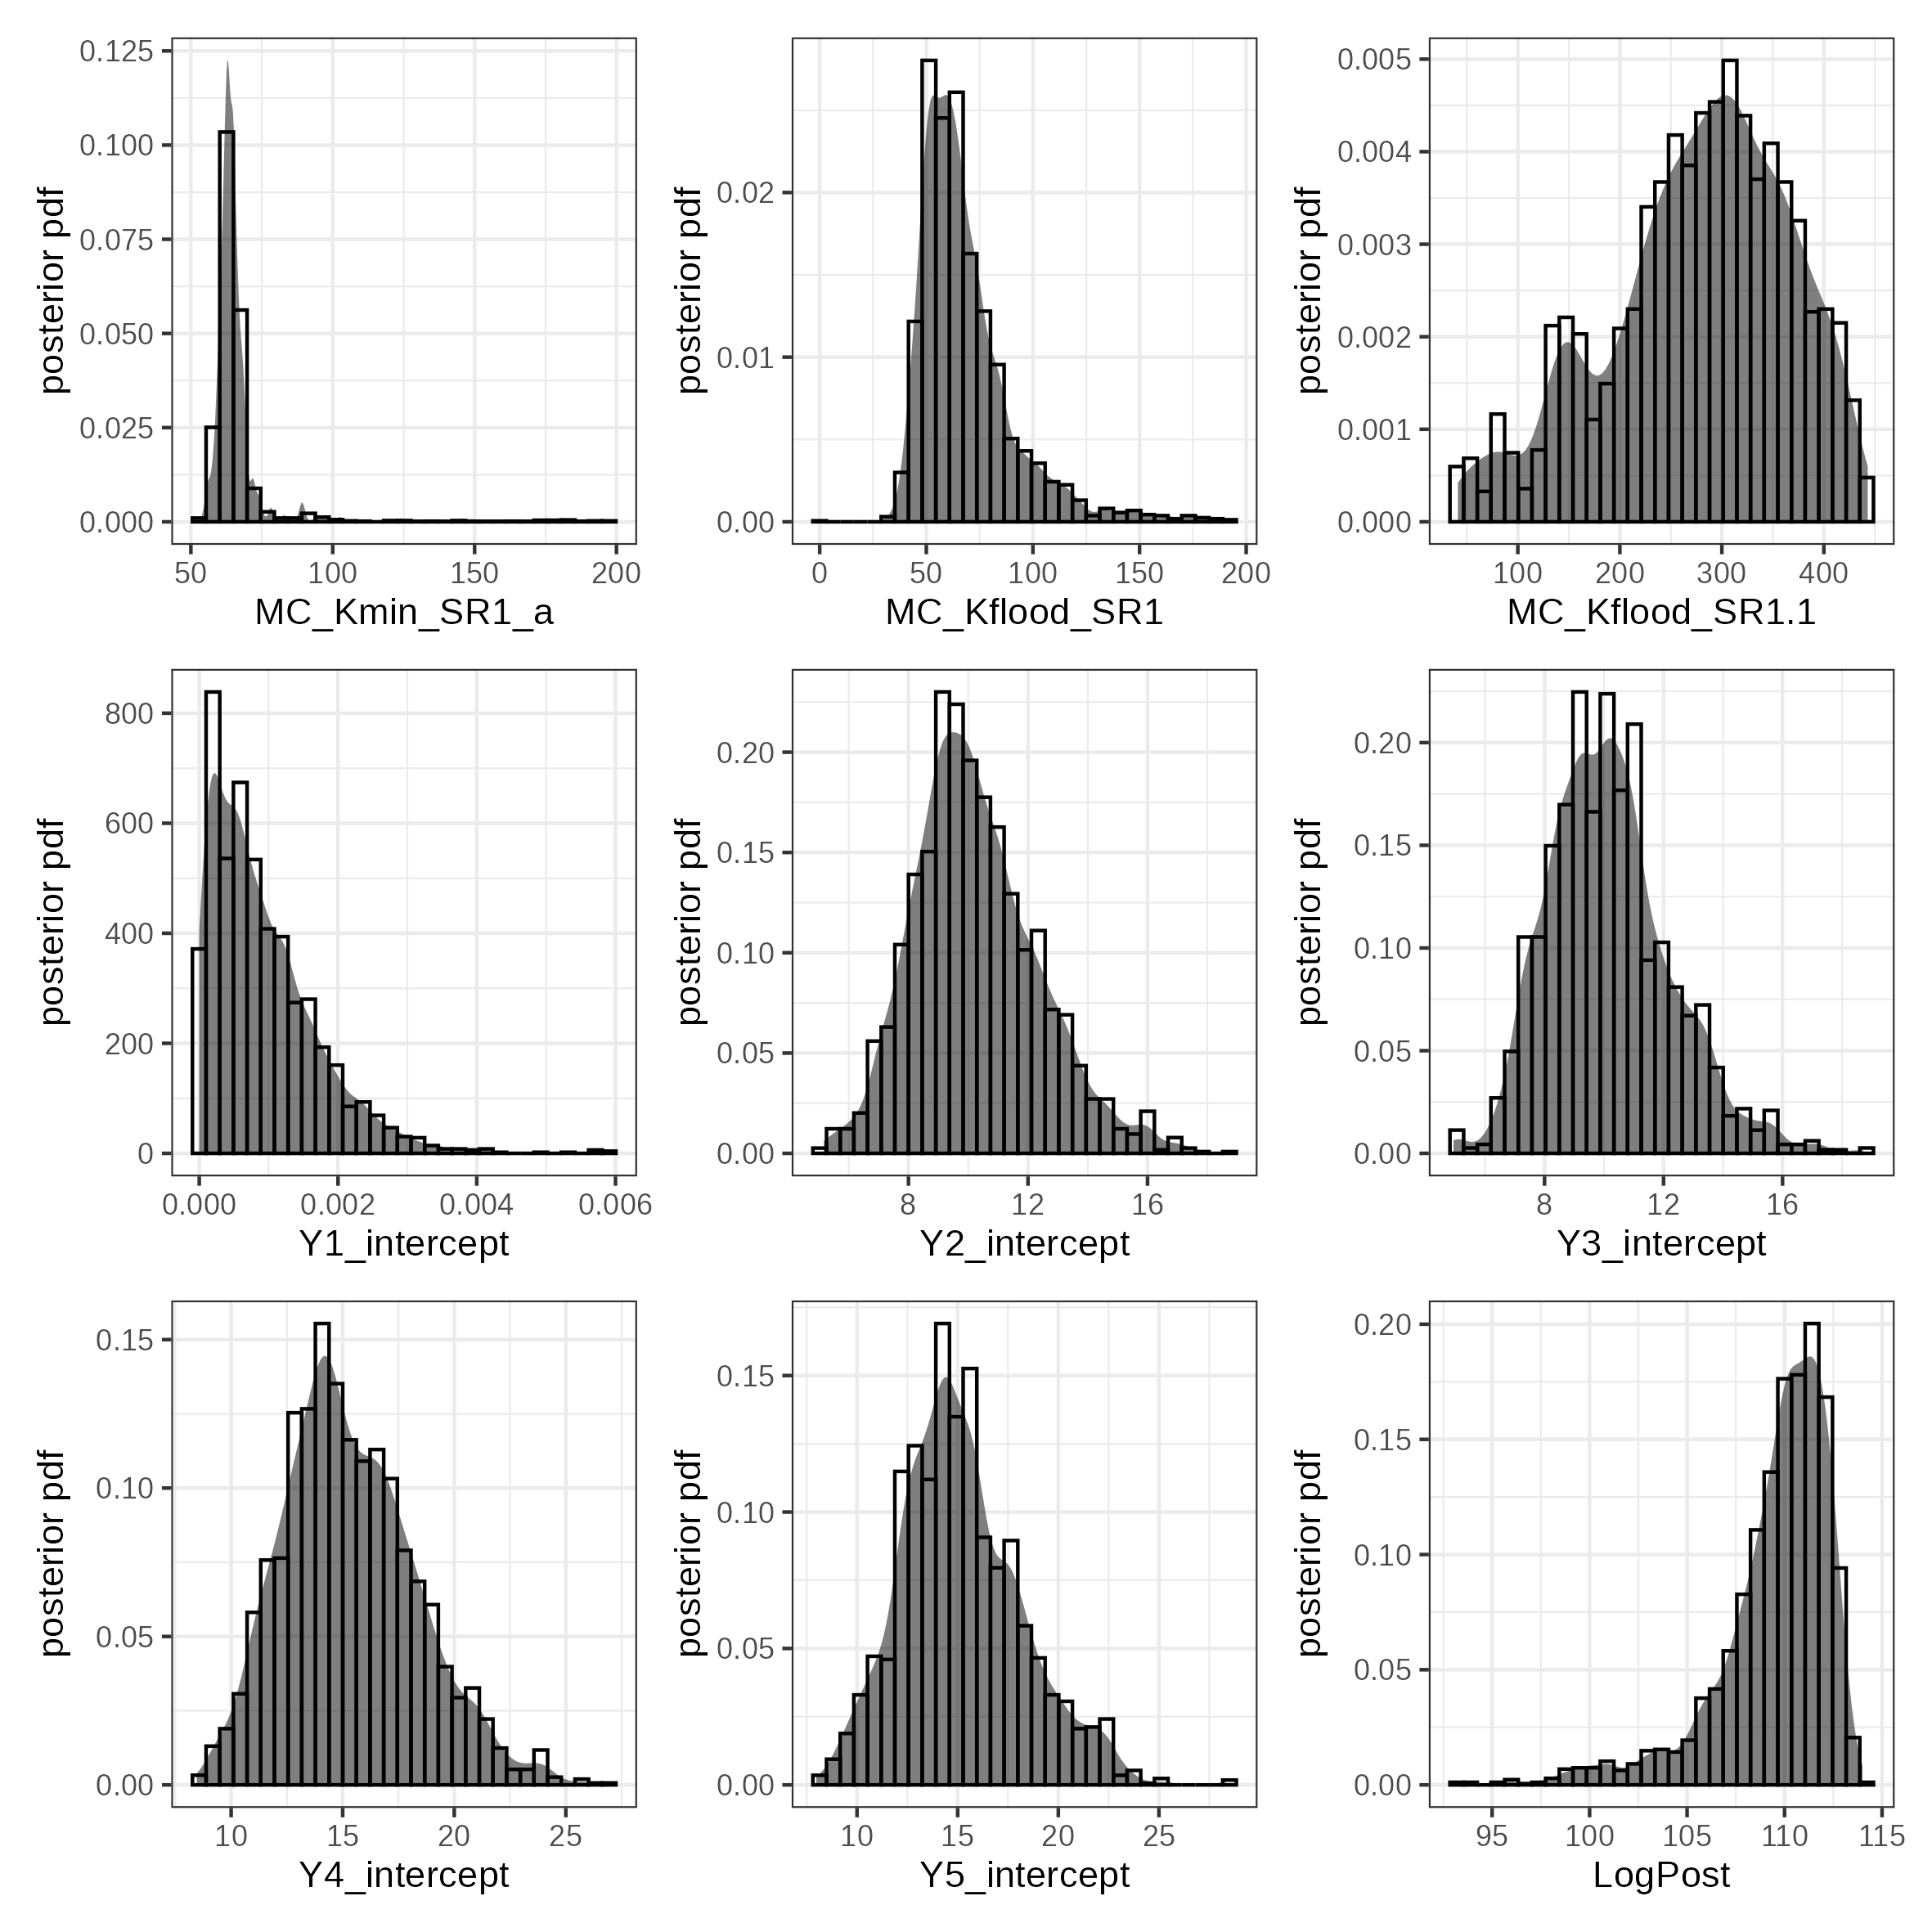 0.125
0.100
0.075
0.050
0.025
0.000
posterior pdf
50 100 150 200
MC_Kmin_SR1_a
0.02
0.01
0.00
posterior pdf
0 50 100 150 200
MC_Kflood_SR1
0.005
0.004
0.003
0.002
0.001
0.000
posterior pdf
100 200 300 400
MC_Kflood_SR1.1
800
600
400
200
0
posterior pdf
0.000 0.002 0.004 0.006
Y1_intercept
0.20
0.15
0.10
0.05
0.00
posterior pdf
8 12 16
Y2_intercept
0.20
0.15
0.10
0.05
0.00
posterior pdf
8 12 16
Y3_intercept
0.15
0.10
0.05
0.00
posterior pdf
10 15 20 25
Y4_intercept
0.15
0.10
0.05
0.00
posterior pdf
10 15 20 25
Y5_intercept
0.20
0.15
0.10
0.05
0.00
posterior pdf
95 100 105 110 115
LogPost